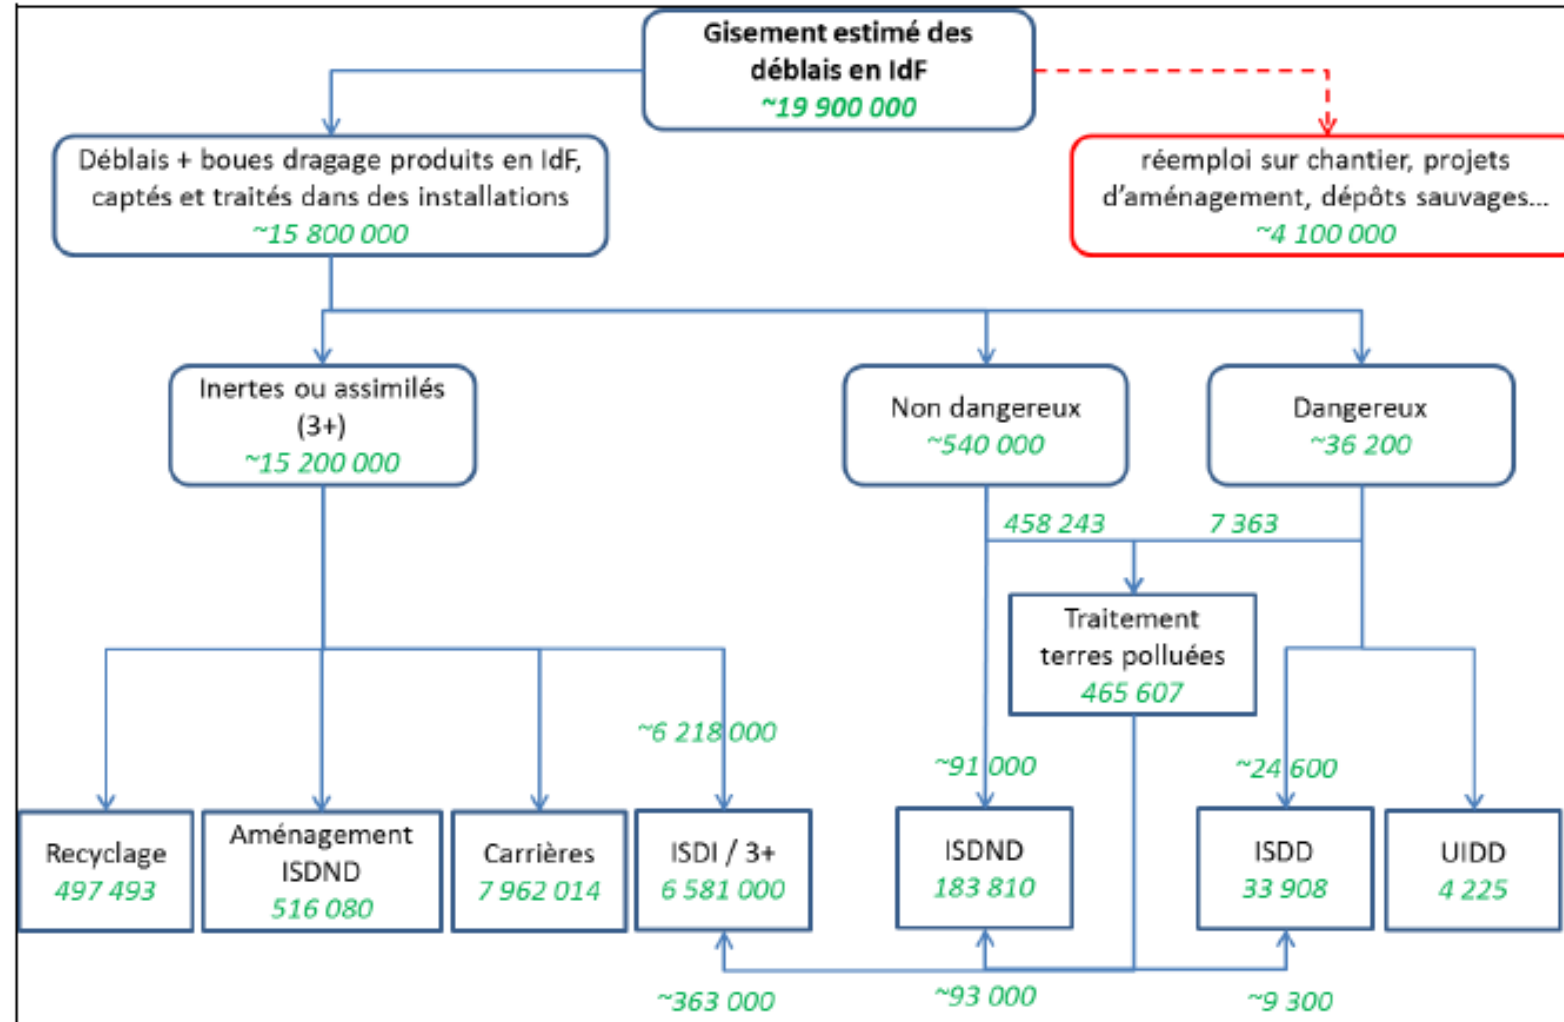 Gisement estimé des
déblais en IdF
~19 900 000
Déblais + boues dragage produits en IdF,
captés et traités dans des installations
~15 800 000
réemploi sur chantier, projets
d'aménagement, dépôts sauvages...
~4 100 000
Inertes ou assimilés
(3+)
~15 200 000
Non dangereux
~540 000
Dangereux
~36 200
458 243
7 363
Traitement
terres polluées
465 607
~6 218 000
~91 000
~24 600
Recyclage
497 493
Aménagement
ISDND
516 080
Carrières
7 962 014
ISDI / 3+
6 581 000
ISDND
183 810
ISDD
33 908
UIDD
4 225
~363 000
~93 000
~9 300